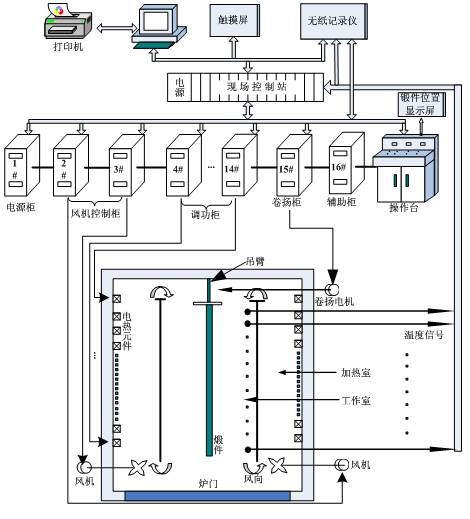 打印机
触摸屏
无纸记录仪
电源
现场控制站
锻件位置
显示屏
1#
2#
3#
4#
...
14#
15#
16#
电源柜
风机控制柜
调功柜
卷扬柜
辅助柜
操作台
吊臂
卷扬电机
电热元件
温度信号
加热室
工作室
锻件
风机
风向
风机
炉门